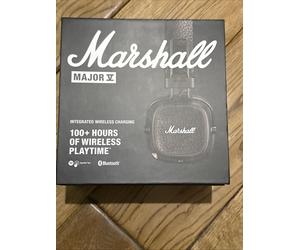 Marshall
MAJOR V
INTEGRATED WIRELESS CHARGING
100+ HOURS
OF WIRELESS
PLAYTIME*
Marshall
Bluetooth